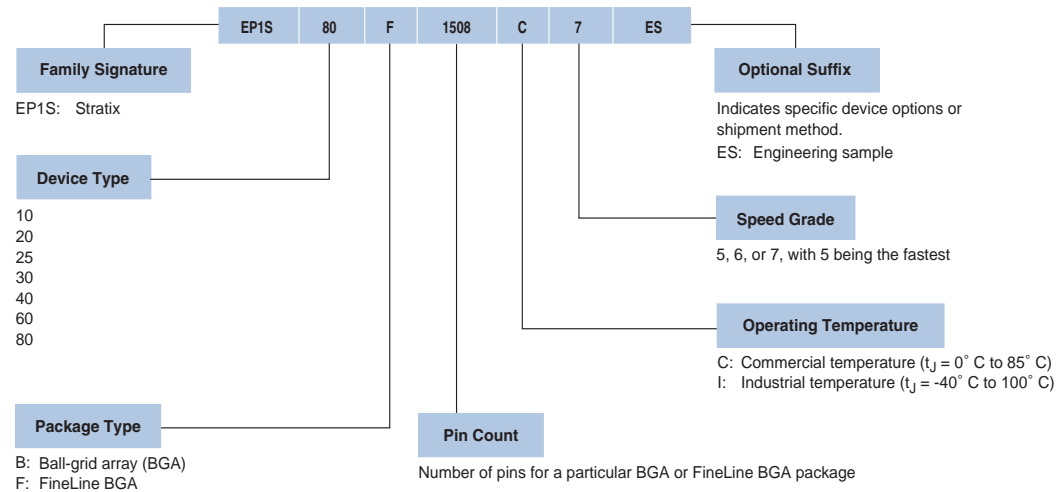 EP1S 80 F 1508 C 7 ES
Family Signature
EP1S: Stratix
Device Type
10
20
25
30
40
60
80
Package Type
B: Ball-grid array (BGA)
F: FineLine BGA
Pin Count
Number of pins for a particular BGA or FineLine BGA package
Optional Suffix
Indicates specific device options or
shipment method.
ES: Engineering sample
Speed Grade
5, 6, or 7, with 5 being the fastest
Operating Temperature
C: Commercial temperature (tJ = 0˚ C to 85˚ C)
I: Industrial temperature (tJ = -40˚ C to 100˚ C)